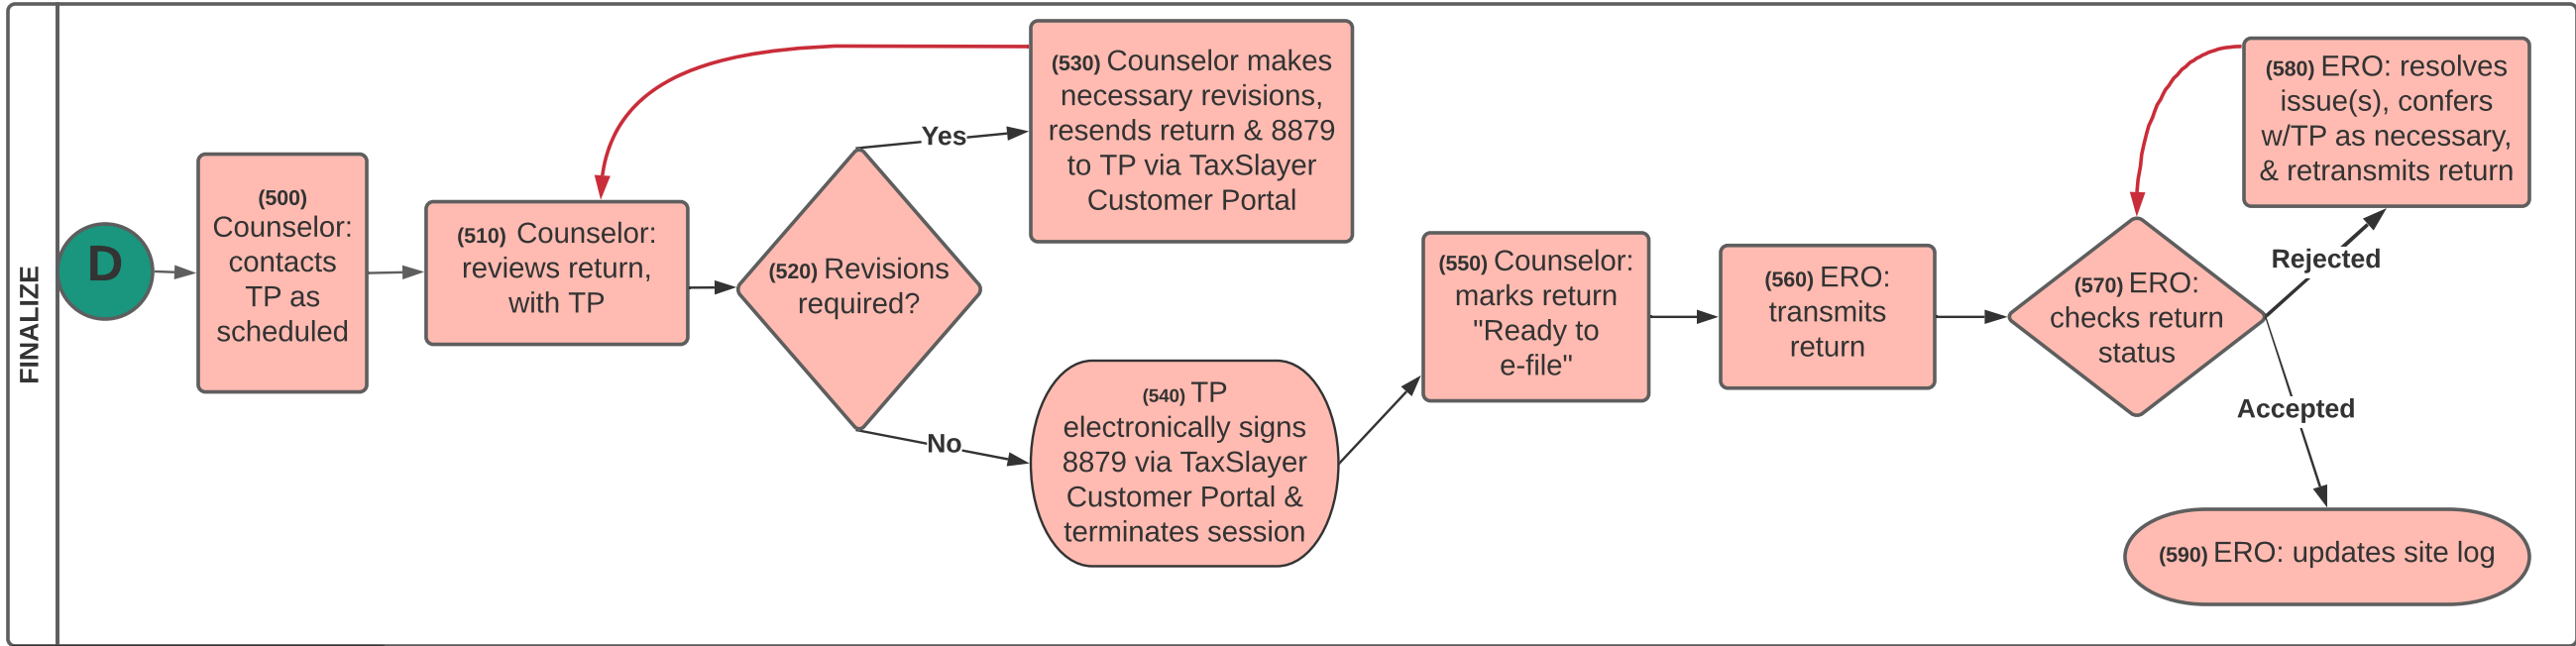 FINALIZE
D
(500)
Counselor:
contacts
TP as
scheduled
(510) Counselor:
reviews return,
with TP
(520) Revisions
required?
Yes
(530) Counselor makes
necessary revisions,
resends return & 8879
to TP via TaxSlayer
Customer Portal
No
(540) TP
electronically signs
8879 via TaxSlayer
Customer Portal &
terminates session
(550) Counselor:
marks return
"Ready to
e-file"
(560) ERO:
transmits
return
(570) ERO:
checks return
status
Rejected
(580) ERO: resolves
issue(s), confers
w/TP as necessary,
& retransmits return
Accepted
(590) ERO: updates site log